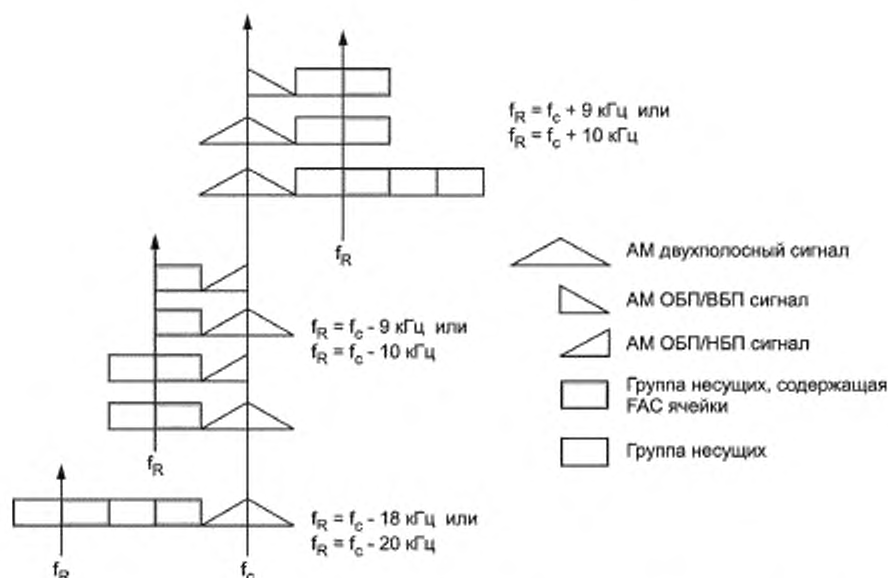 f_R = f_c + 9 кГц или
f_R = f_c + 10 кГц
f_R
АМ двухполосный сигнал
АМ ОБП/ВБП сигнал
f_R = f_c - 9 кГц или
f_R = f_c - 10 кГц
АМ ОБП/НБП сигнал
Группа несущих, содержащая
FAC ячейки
Группа несущих
f_R
f_R = f_c - 18 кГц или
f_R = f_c - 20 кГц
f_R
f_c